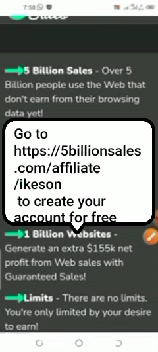 7:58
5 Billion Sales - Over 5
Billion people use the Web that
don't earn from their browsing
data yet!
Go to
https://5billionsales
.com/affiliate
/ikeson
to create your
account for free
1 Billion Websites -
Generate an extra $155k net
profit from Web sales with
Guaranteed Sales!
Limits - There are no limits.
You're only limited by your desire
to earn!